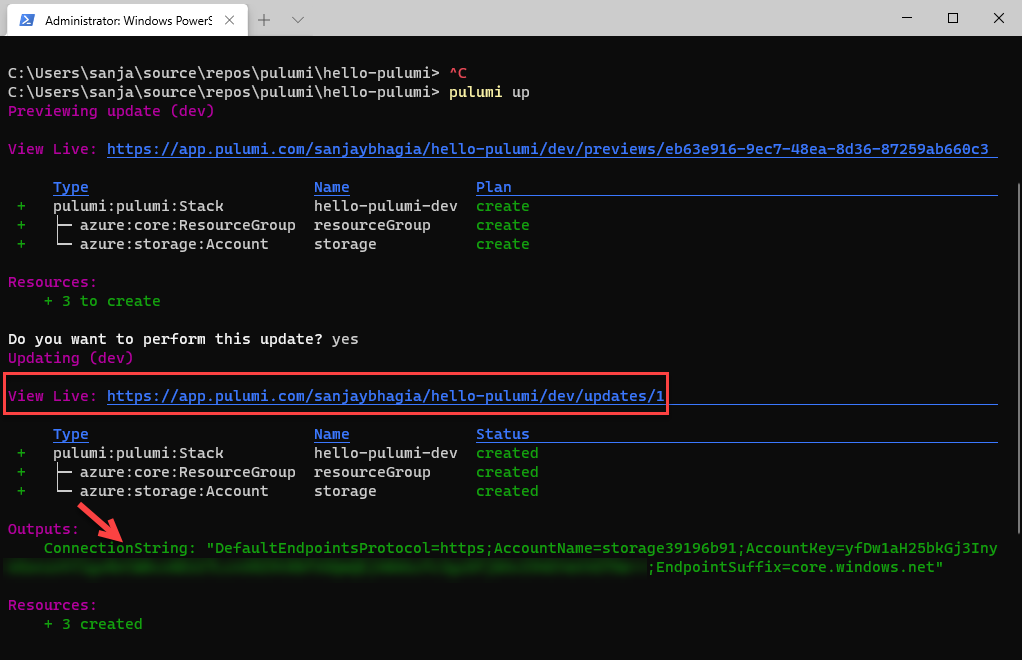 Administrator: Windows PowerS
C:\Users\sanja\source\repos\pulumi\hello-pulumi> ^C
C:\Users\sanja\source\repos\pulumi\hello-pulumi> pulumi up
Previewing update (dev)
View Live: https://app.pulumi.com/sanjaybhagia/hello-pulumi/dev/previews/eb63e916-9ec7-48ea-8d36-87259ab660c3
Type Name Plan
+ pulumi:pulumi:Stack hello-pulumi-dev create
+ ├─ azure:core:ResourceGroup resourceGroup create
+ └─ azure:storage:Account storage create
Resources:
+ 3 to create
Do you want to perform this update? yes
Updating (dev)
View Live: https://app.pulumi.com/sanjaybhagia/hello-pulumi/dev/updates/1
Type Name Status
+ pulumi:pulumi:Stack hello-pulumi-dev created
+ ├─ azure:core:ResourceGroup resourceGroup created
+ └─ azure:storage:Account storage created
Outputs:
ConnectionString: "DefaultEndpointsProtocol=https;AccountName=storage39196b91;AccountKey=yfDw1aH25bkGj3Iny
;EndpointSuffix=core.windows.net"
Resources:
+ 3 created